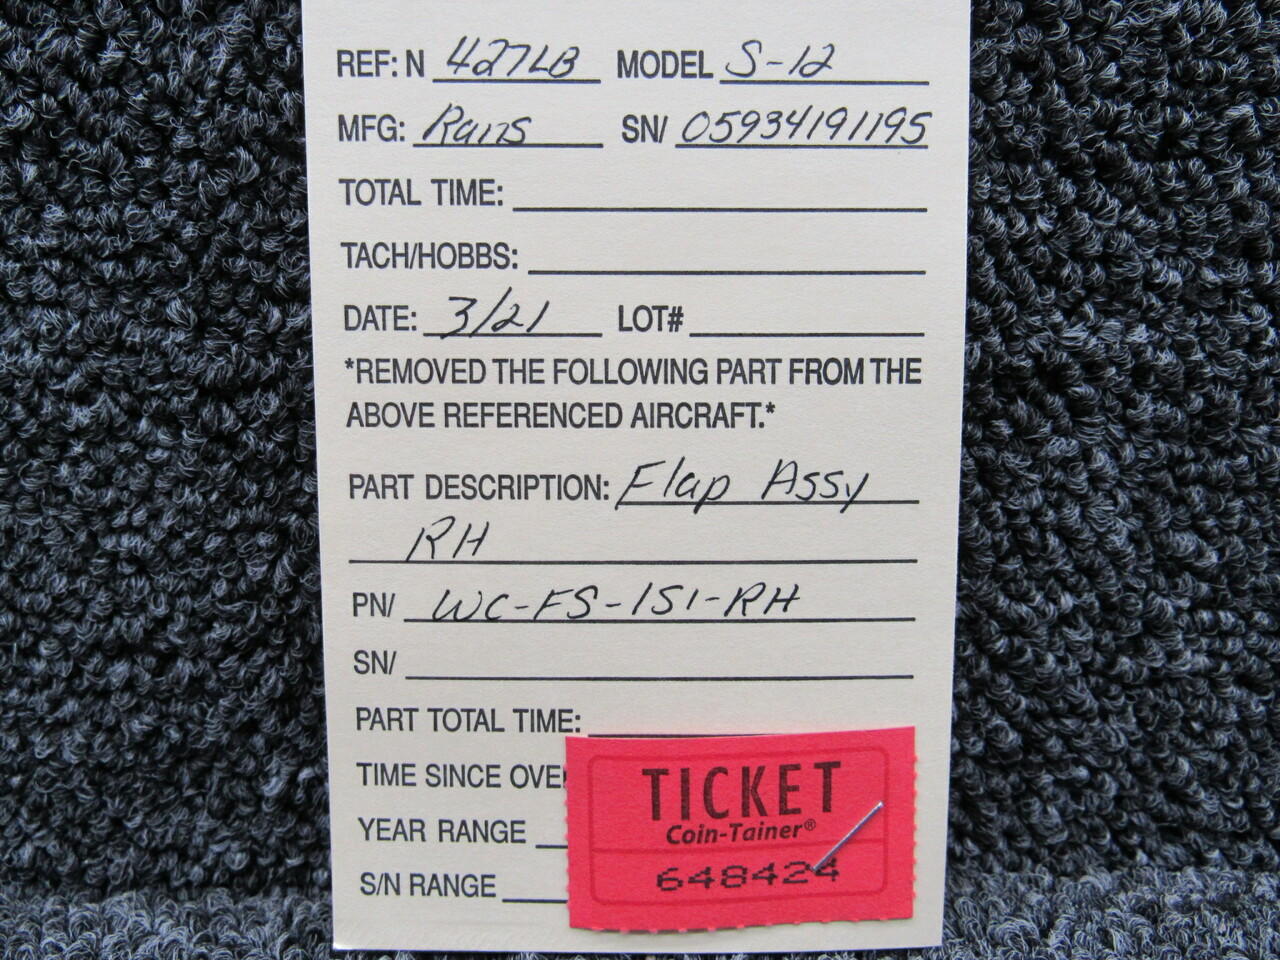 REF: N 427LB MODEL S-12
MFG: Rans SN/ 05934191195
TOTAL TIME:
TACH/HOBBS:
DATE: 3/21 LOT#
*REMOVED THE FOLLOWING PART FROM THE
ABOVE REFERENCED AIRCRAFT.*
PART DESCRIPTION: Flap Assy
RH
PN/ WC-FS-151-RH
SN/
PART TOTAL TIME:
TIME SINCE OVE
YEAR RANGE
S/N RANGE
TICKET
Coin-Tainer®
648424